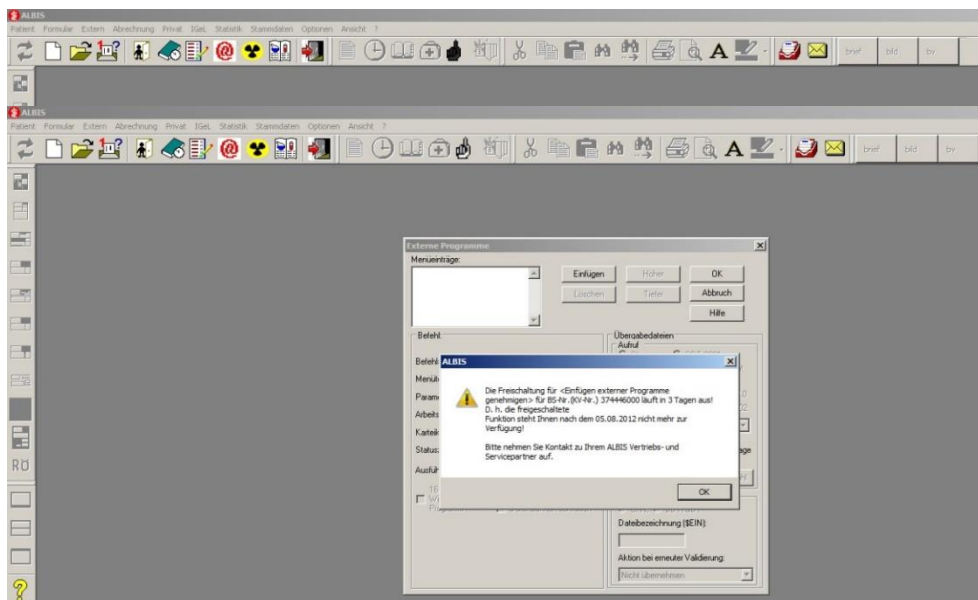 ALBIS
Patient Formular Extern Abrechnung Privat IGeL Statistik Stammdaten Optionen Ansicht ?
brief bfd bv
ALBIS
Patient Formular Extern Abrechnung Privat IGeL Statistik Stammdaten Optionen Ansicht ?
brief bfd bv
RÖ
Externe Programme
Menüeinträge:
Einfügen Höher OK
Löschen Tiefer Abbruch
Hilfe
Befehl Übergabedateien
Aufruf
Befehl
ALBIS
Die Freischaltung für <Einfügen externer Programme
genehmigen> für BS-Nr.(KV-Nr.) 374446000 läuft in 3 Tagen aus!
D. h. die freigeschaltete
Funktion steht Ihnen nach dem 05.08.2012 nicht mehr zur
Verfügung!
Bitte nehmen Sie Kontakt zu Ihrem ALBIS Vertriebs- und
Servicepartner auf.
OK
Dateibezeichnung ($EIN):
Aktion bei erneuter Validierung:
Nicht übernehmen